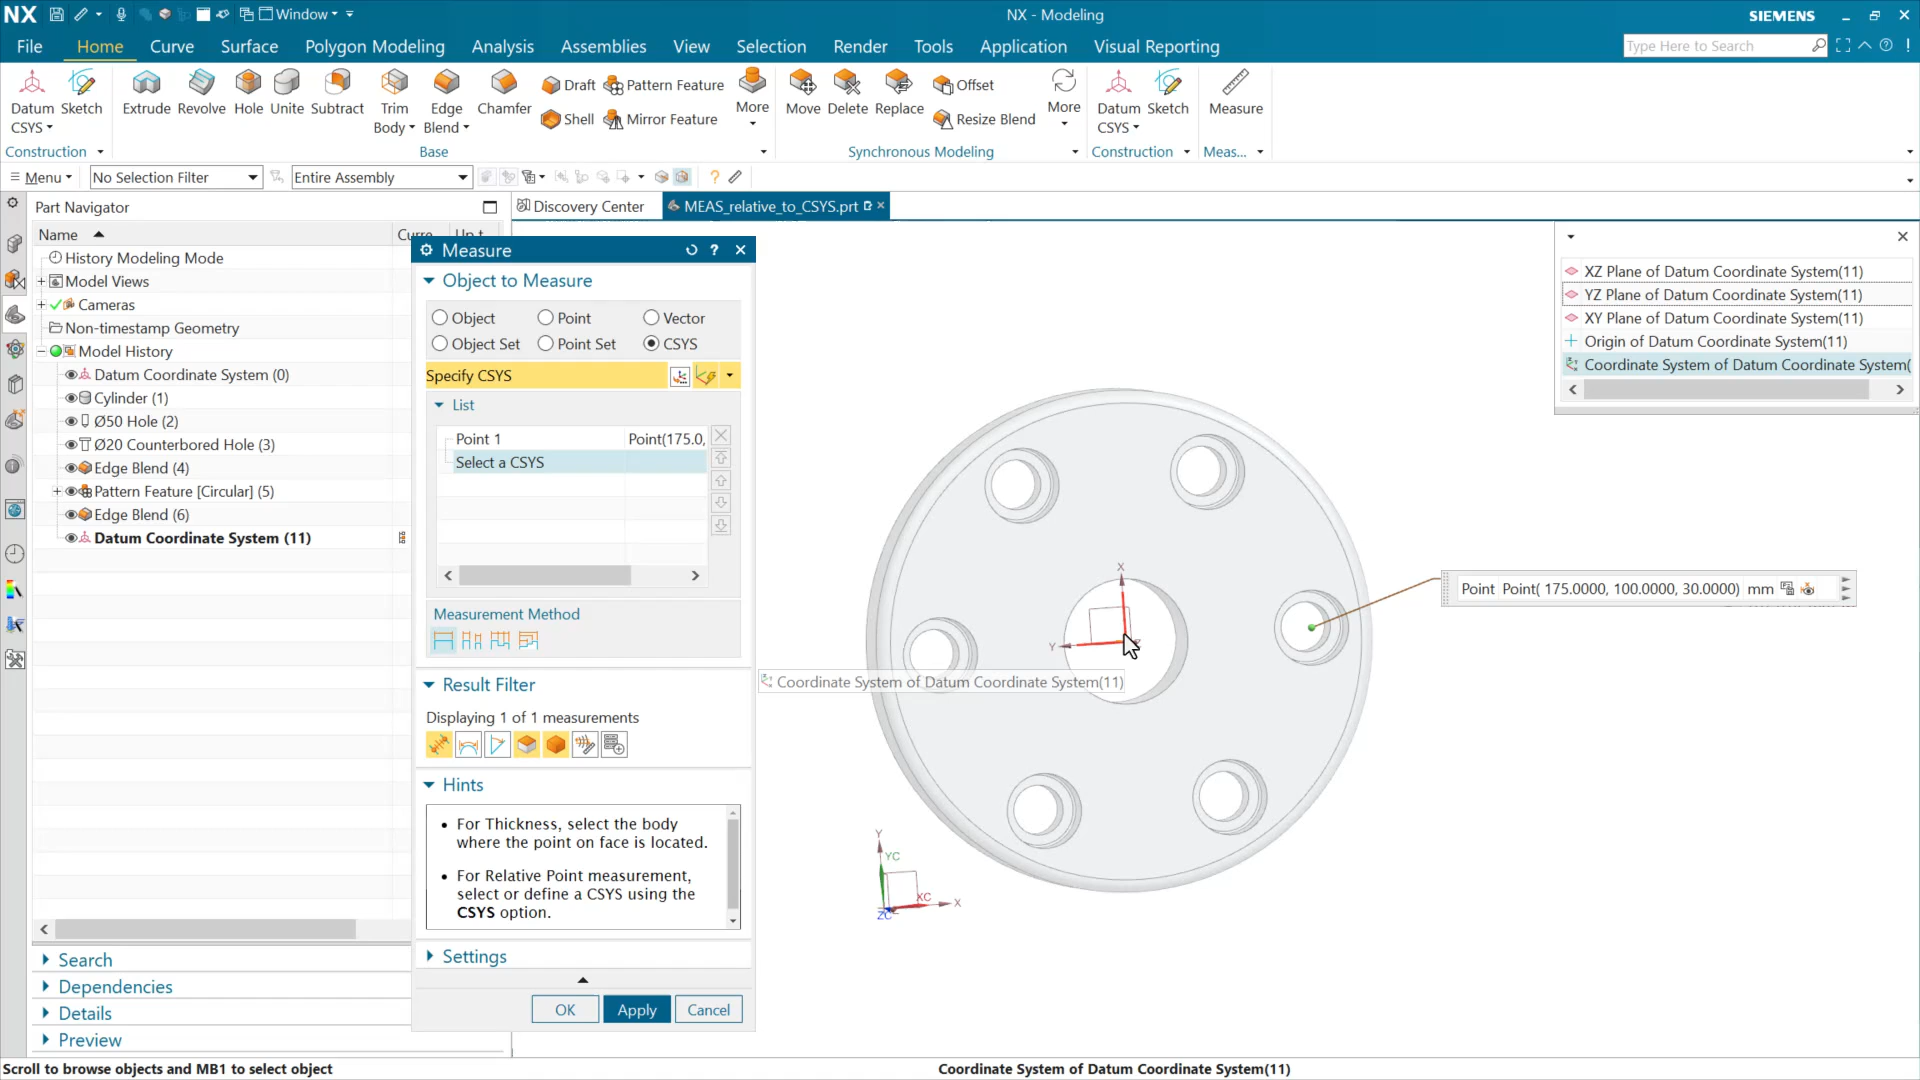 NX
Window
NX - Modeling
SIEMENS
File
Home
Curve
Surface
Polygon Modeling
Analysis
Assemblies
View
Selection
Render
Tools
Application
Visual Reporting
Type Here to Search
Datum CSYS
Sketch
Extrude
Revolve
Hole
Unite
Subtract
Trim Body
Edge Blend
Chamfer
Draft
Shell
Pattern Feature
Mirror Feature
More
Move
Delete
Replace
Offset
Resize Blend
More
Datum CSYS
Sketch
Measure
Construction
Base
Synchronous Modeling
Construction
Meas...
Menu
No Selection Filter
Entire Assembly
Part Navigator
Discovery Center
MEAS_relative_to_CSYS.prt
Name
History Modeling Mode
Model Views
Cameras
Non-timestamp Geometry
Model History
Datum Coordinate System (0)
Cylinder (1)
Ø50 Hole (2)
Ø20 Counterbored Hole (3)
Edge Blend (4)
Pattern Feature [Circular] (5)
Edge Blend (6)
Datum Coordinate System (11)
Search
Dependencies
Details
Preview
Measure
Object to Measure
Object
Point
Vector
Object Set
Point Set
CSYS
Specify CSYS
List
Point 1
Point(175.0,
Select a CSYS
Measurement Method
Result Filter
Displaying 1 of 1 measurements
Hints
• For Thickness, select the body
where the point on face is located.
• For Relative Point measurement,
select or define a CSYS using the
CSYS option.
Settings
OK
Apply
Cancel
XZ Plane of Datum Coordinate System(11)
YZ Plane of Datum Coordinate System(11)
XY Plane of Datum Coordinate System(11)
Origin of Datum Coordinate System(11)
Coordinate System of Datum Coordinate System(
X
Y
Point Point( 175.0000, 100.0000, 30.0000) mm
Coordinate System of Datum Coordinate System(11)
Y
YC
XC
X
ZC
Scroll to browse objects and MB1 to select object
Coordinate System of Datum Coordinate System(11)